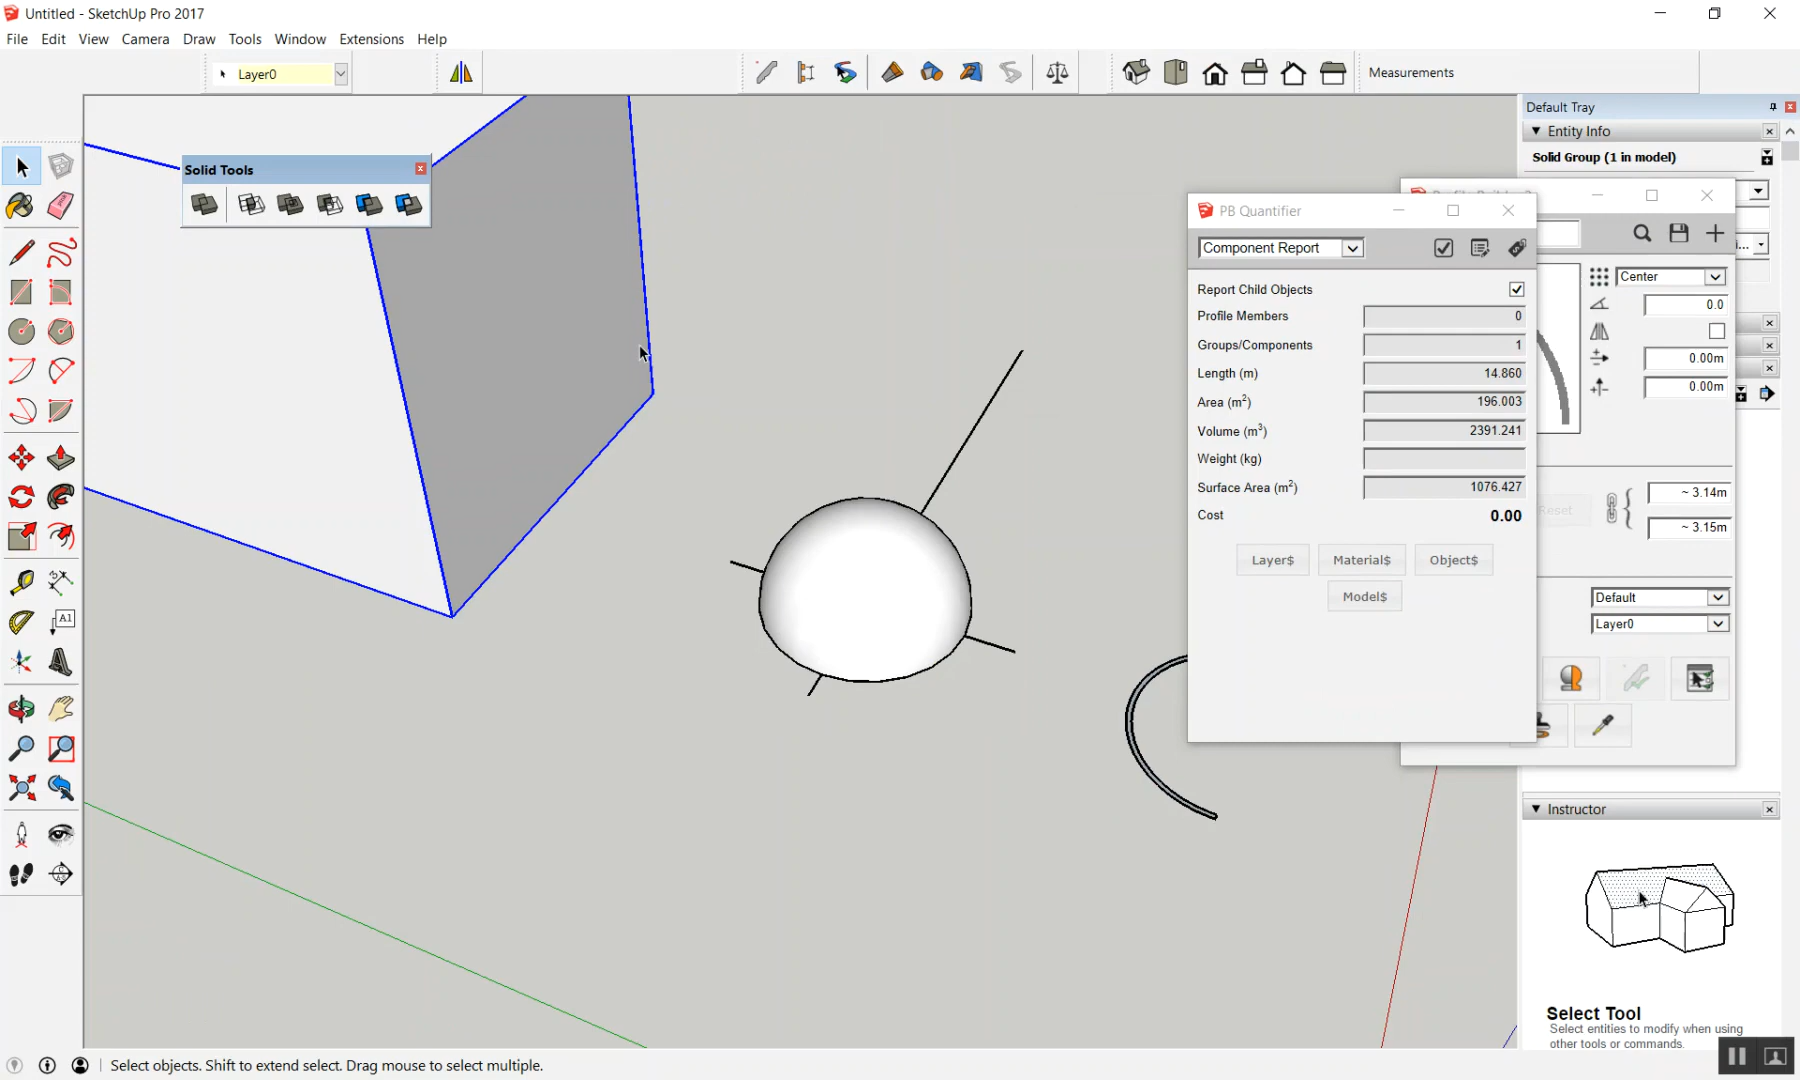 Untitled - SketchUp Pro 2017
File Edit View Camera Draw Tools Window Extensions Help
Layer0
Measurements
Default Tray
Entity Info
Solid Group (1 in model)
Solid Tools
PB Quantifier
Component Report
Report Child Objects
Profile Members 0
Groups/Components 1
Length (m) 14.860
Area (m²) 196.003
Volume (m³) 2391.241
Weight (kg)
Surface Area (m²) 1076.427
Cost 0.00
Layer$ Material$ Object$
Model$
Center
0.0
0.00m
0.00m
~ 3.14m
Reset
~ 3.15m
Default
Layer0
A1
Instructor
Select Tool
Select entities to modify when using
other tools or commands.
Select objects. Shift to extend select. Drag mouse to select multiple.